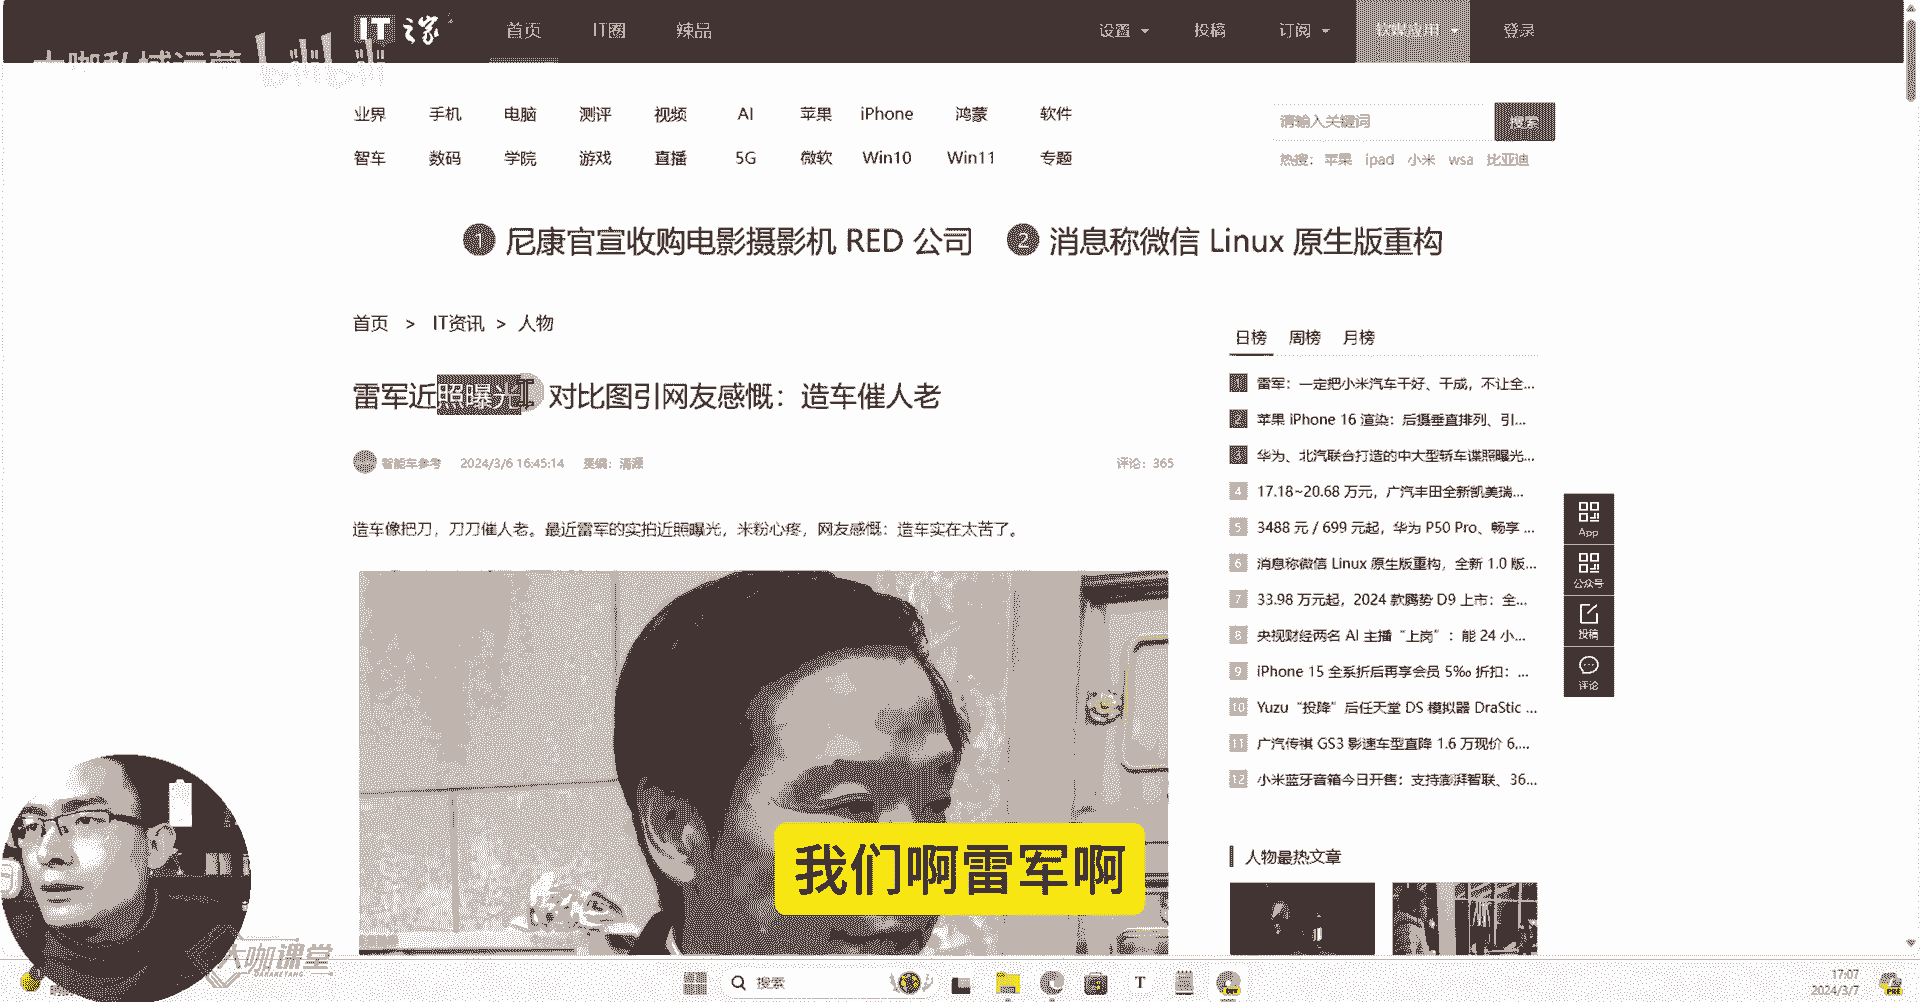 大咖私域运营 bilibili
IT之家 首页 IT圈 辣品 设置 投稿 订阅 软媒应用 登录
业界 手机 电脑 测评 视频 AI 苹果 iPhone 鸿蒙 软件
请输入关键词 搜索
智车 数码 学院 游戏 直播 5G 微软 Win10 Win11 专题
热搜: 苹果 ipad 小米 wsa 比亚迪
1 尼康官宣收购电影摄影机 RED 公司 2 消息称微信 Linux 原生版重构
首页 > IT资讯 > 人物
雷军近照曝光 对比图引网友感慨：造车催人老
智能车参考 2024/3/6 16:45:14 责编：清源 评论：365
造车像把刀，刀刀催人老。最近雷军的实拍近照曝光，米粉心疼，网友感慨：造车实在太苦了。
我们啊雷军啊
日榜 周榜 月榜
1 雷军：一定把小米汽车干好、干成，不让全...
2 苹果 iPhone 16 渲染：后摄垂直排列、引...
3 华为、北汽联合打造的中大型轿车谍照曝光...
4 17.18~20.68 万元，广汽丰田全新凯美瑞...
5 3488 元 / 699 元起，华为 P50 Pro、畅享 ...
6 消息称微信 Linux 原生版重构，全新 1.0 版...
7 33.98 万元起，2024 款腾势 D9 上市：全...
8 央视财经两名 AI 主播“上岗”：能 24 小...
9 iPhone 15 全系折后再享会员 5‰ 折扣：...
10 Yuzu“投降”后任天堂 DS 模拟器 DraStic ...
11 广汽传祺 GS3 影速车型直降 1.6 万现价 6....
12 小米蓝牙音箱今日开售：支持澎湃智联、36...
人物最热文章
App
公众号
投稿
评论
大咖课堂
DAKAKETANG
搜索
T
17:07
2024/3/7
PRE